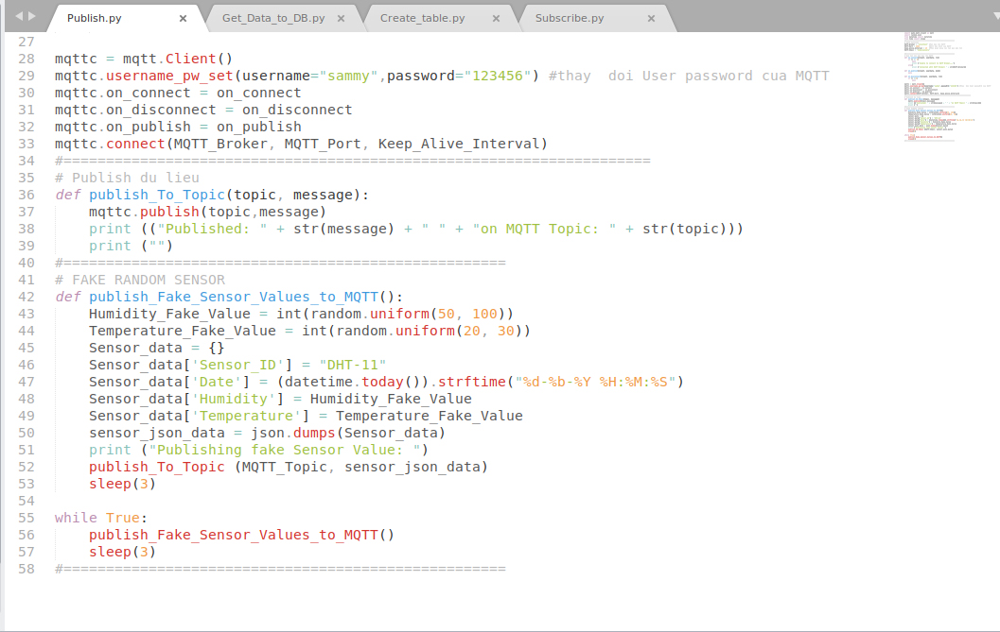 Publish.py × Get_Data_to_DB.py × Create_table.py × Subscribe.py ×
27
28 mqttc = mqtt.Client()
29 mqttc.username_pw_set(username="sammy",password="123456") #thay  doi User password cua MQTT
30 mqttc.on_connect = on_connect
31 mqttc.on_disconnect = on_disconnect
32 mqttc.on_publish = on_publish
33 mqttc.connect(MQTT_Broker, MQTT_Port, Keep_Alive_Interval)
34 #=====================================================================
35 # Publish du lieu
36 def publish_To_Topic(topic, message):
37     mqttc.publish(topic,message)
38     print (("Published: " + str(message) + " " + "on MQTT Topic: " + str(topic)))
39     print ("")
40 #====================================================
41 # FAKE RANDOM SENSOR
42 def publish_Fake_Sensor_Values_to_MQTT():
43     Humidity_Fake_Value = int(random.uniform(50, 100))
44     Temperature_Fake_Value = int(random.uniform(20, 30))
45     Sensor_data = {}
46     Sensor_data['Sensor_ID'] = "DHT-11"
47     Sensor_data['Date'] = (datetime.today()).strftime("%d-%b-%Y %H:%M:%S")
48     Sensor_data['Humidity'] = Humidity_Fake_Value
49     Sensor_data['Temperature'] = Temperature_Fake_Value
50     sensor_json_data = json.dumps(Sensor_data)
51     print ("Publishing fake Sensor Value: ")
52     publish_To_Topic (MQTT_Topic, sensor_json_data)
53     sleep(3)
54
55 while True:
56     publish_Fake_Sensor_Values_to_MQTT()
57     sleep(3)
58 #====================================================